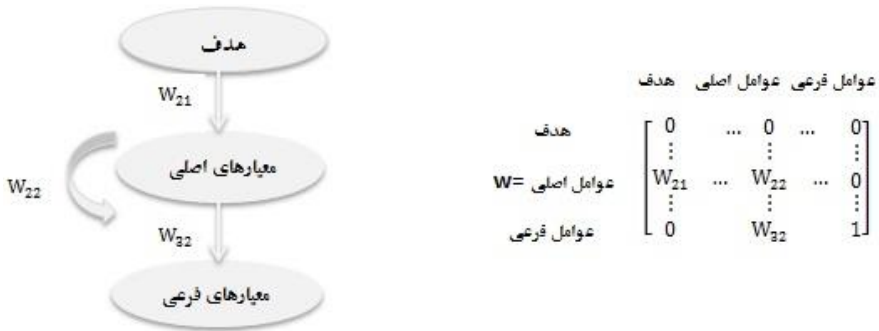 هدف
W21
معیارهای اصلی
W22
W32
معیارهای فرعی
هدف عوامل اصلی عوامل فرعی
هدف 0 ... 0 ... 0
⋮ ⋮ ⋮
W= عوامل اصلی W21 ... W22 ... 0
⋮ ⋮ ⋮
عوامل فرعی 0 W32 1